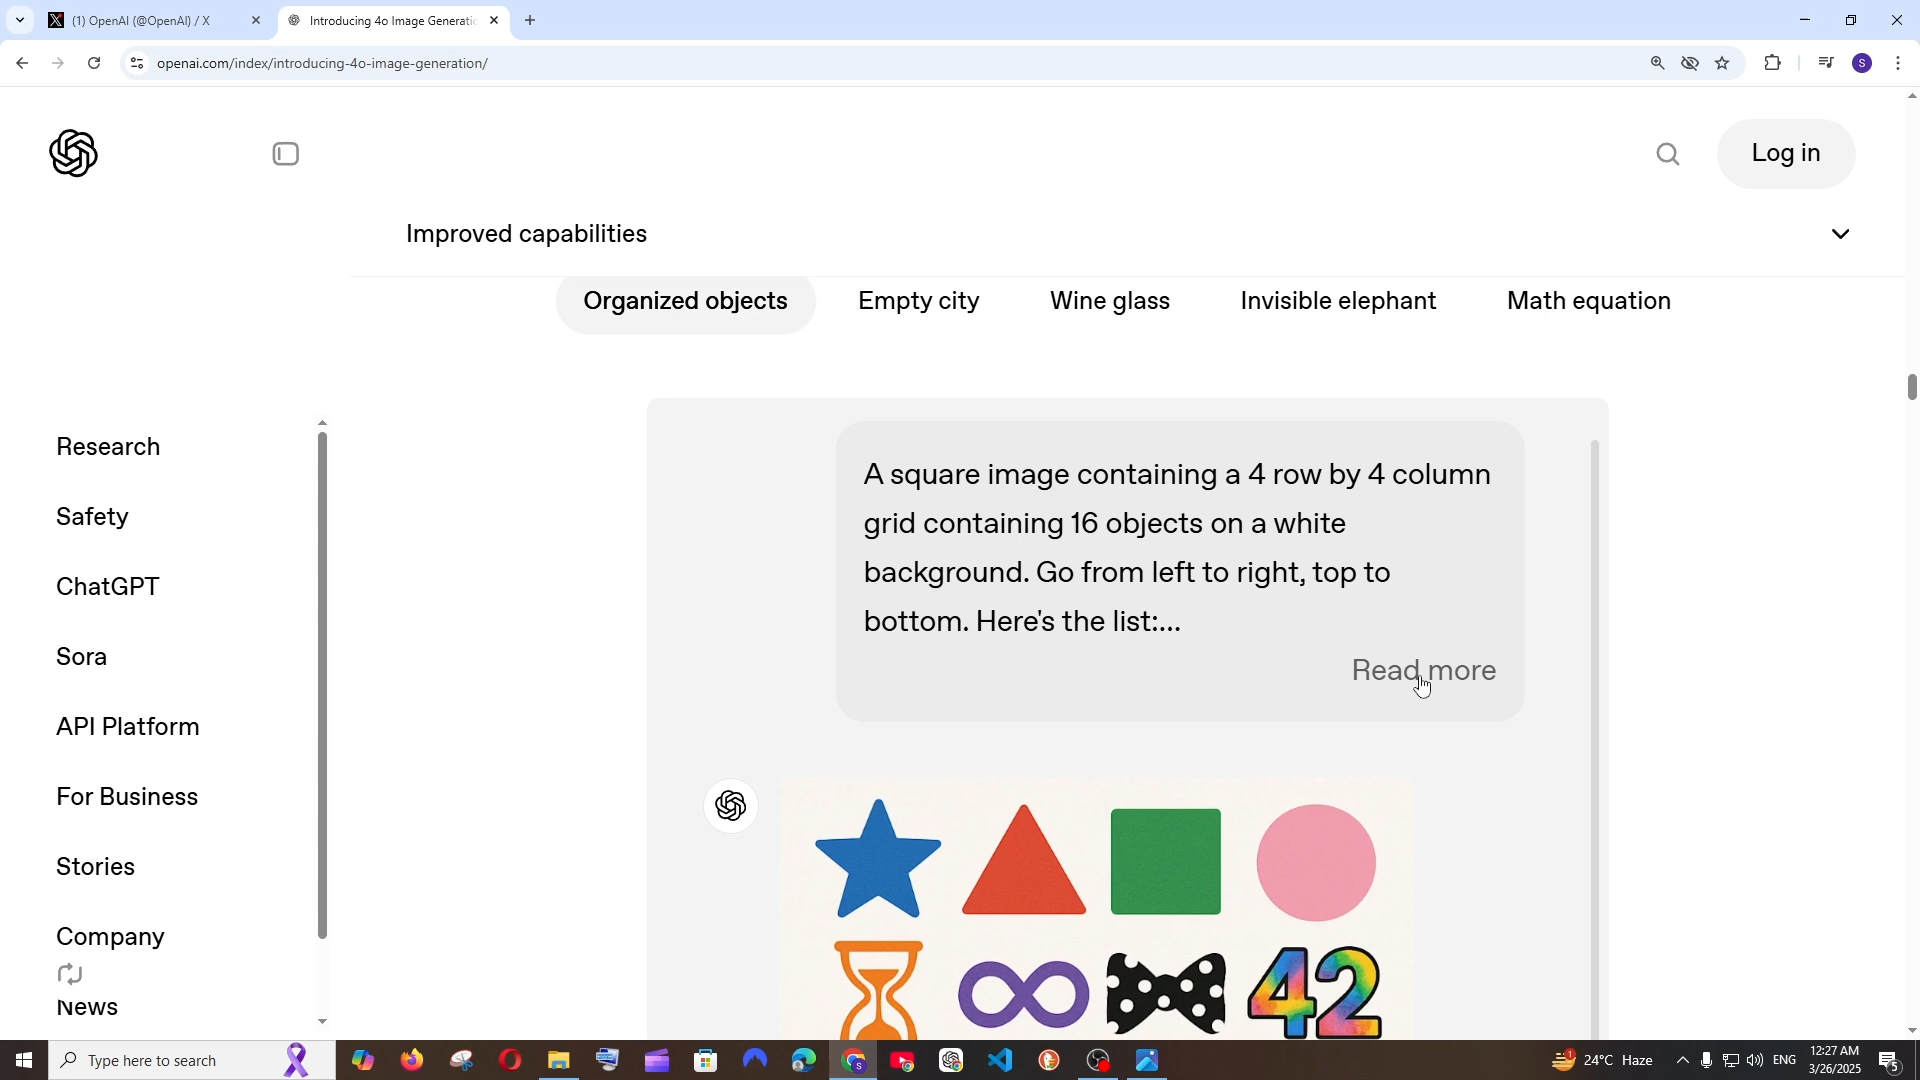 (1) OpenAI (@OpenAI) / X
Introducing 4o Image Generatio
openai.com/index/introducing-4o-image-generation/
S
Log in
Improved capabilities
Organized objects
Empty city
Wine glass
Invisible elephant
Math equation
A square image containing a 4 row by 4 column
grid containing 16 objects on a white
background. Go from left to right, top to
bottom. Here's the list:...
Read more
42
Research
Safety
ChatGPT
Sora
API Platform
For Business
Stories
Company
News
Type here to search
S
1
24°C Haze
ENG
12:27 AM
3/26/2025
5